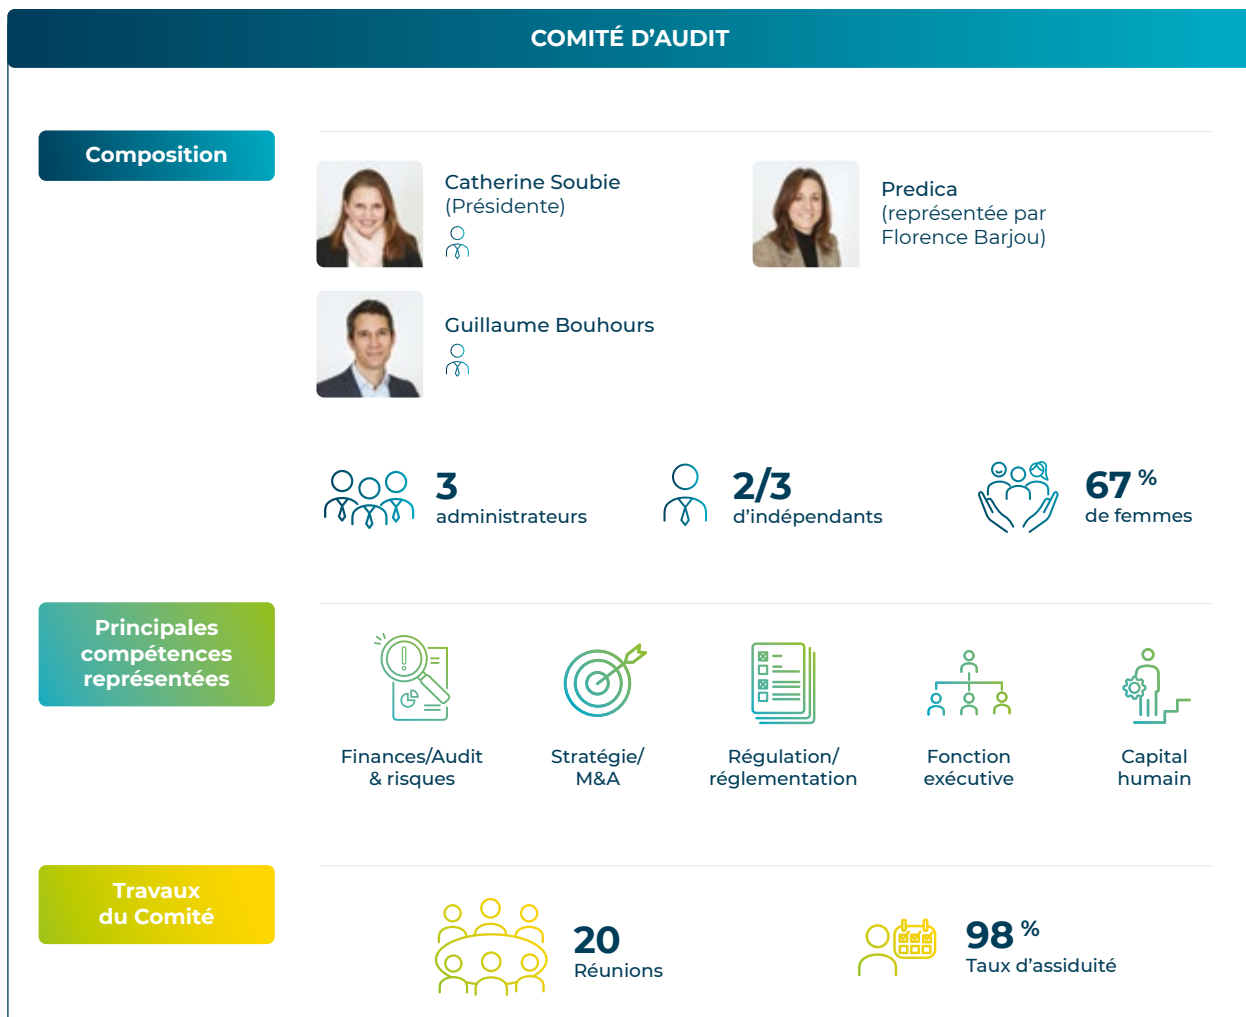 COMITÉ D'AUDIT
Composition
Catherine Soubie
(Présidente)
Predica
(représentée par
Florence Barjou)
Guillaume Bouhours
3
administrateurs
2/3
d'indépendants
67 %
de femmes
Principales
compétences
représentées
Finances/Audit
& risques
Stratégie/
M&A
Régulation/
réglementation
Fonction
exécutive
Capital
humain
Travaux
du Comité
20
Réunions
98 %
Taux d'assiduité